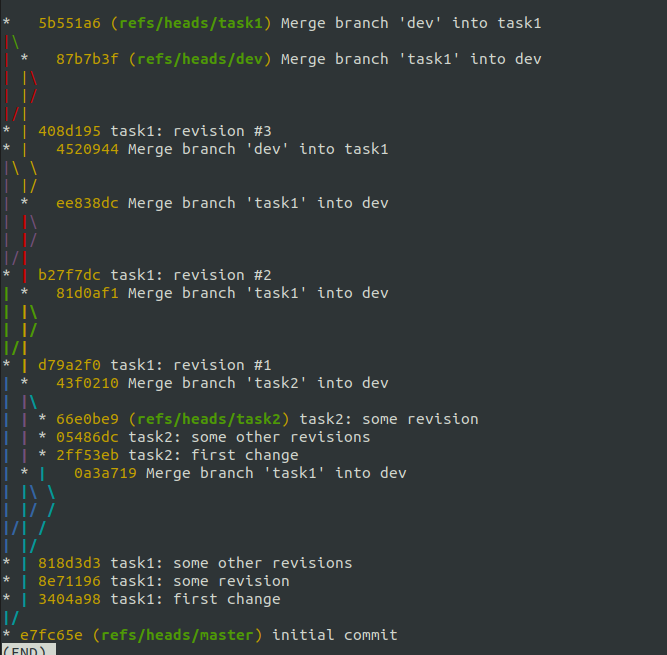 *   5b551a6 (refs/heads/task1) Merge branch 'dev' into task1
|\
| *   87b7b3f (refs/heads/dev) Merge branch 'task1' into dev
| |\
| |/
|/|
* | 408d195 task1: revision #3
* |   4520944 Merge branch 'dev' into task1
|\ \
| |/
| *   ee838dc Merge branch 'task1' into dev
| |\
| |/
|/|
* | b27f7dc task1: revision #2
| *   81d0af1 Merge branch 'task1' into dev
| |\
| |/
|/|
* | d79a2f0 task1: revision #1
| *   43f0210 Merge branch 'task2' into dev
| |\
| | * 66e0be9 (refs/heads/task2) task2: some revision
| | * 05486dc task2: some other revisions
| | * 2ff53eb task2: first change
| * |   0a3a719 Merge branch 'task1' into dev
| |\ \
| |/ /
|/| /
| |/
* | 818d3d3 task1: some other revisions
* | 8e71196 task1: some revision
* | 3404a98 task1: first change
|/
* e7fc65e (refs/heads/master) initial commit
(END)